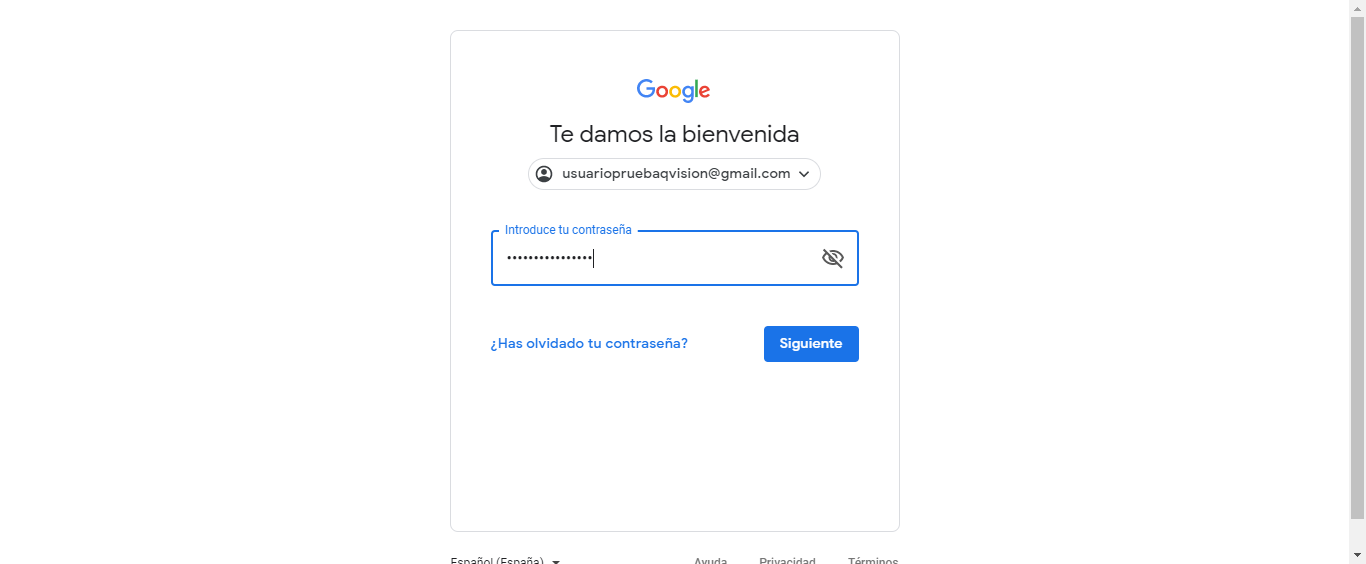 Google
Te damos la bienvenida
usuariopruebaqvision@gmail.com
Introduce tu contraseña
••••••••••••••••
¿Has olvidado tu contraseña? Siguiente
Español (España) Ayuda Privacidad Términos